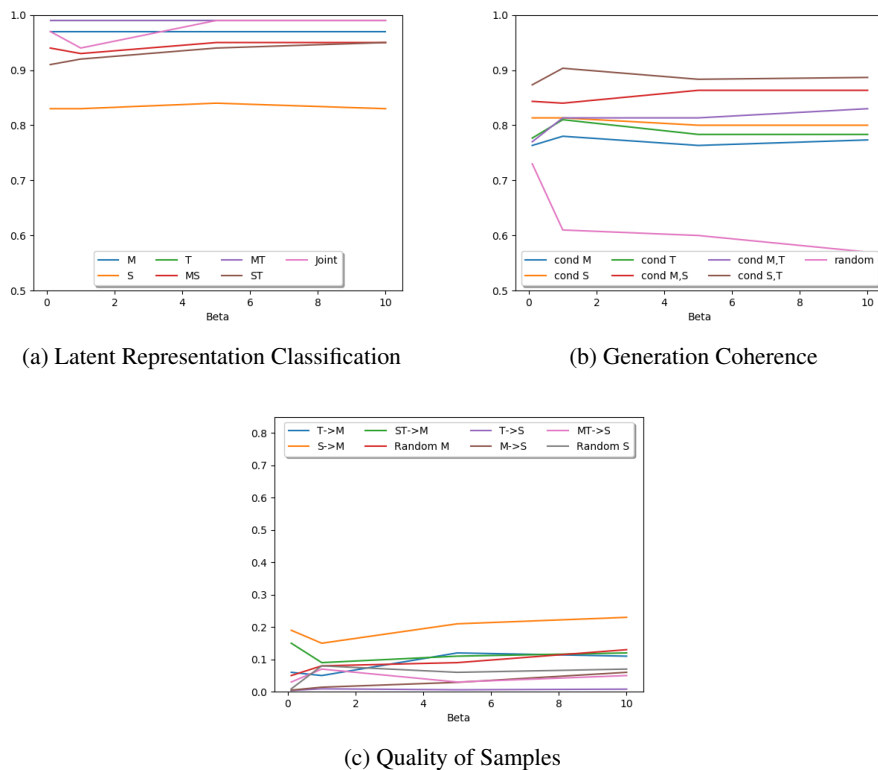 1.0
0.9
0.8
0.7
0.6
0.5
M T MT Joint
S MS ST
0 2 4 6 8 10
Beta
(a) Latent Representation Classification
1.0
0.9
0.8
0.7
0.6
0.5
cond M cond T cond M,T random
cond S cond M,S cond S,T
0 2 4 6 8 10
Beta
(b) Generation Coherence
T->M ST->M T->S MT->S
S->M Random M M->S Random S
0.8
0.7
0.6
0.5
0.4
0.3
0.2
0.1
0.0
0 2 4 6 8 10
Beta
(c) Quality of Samples